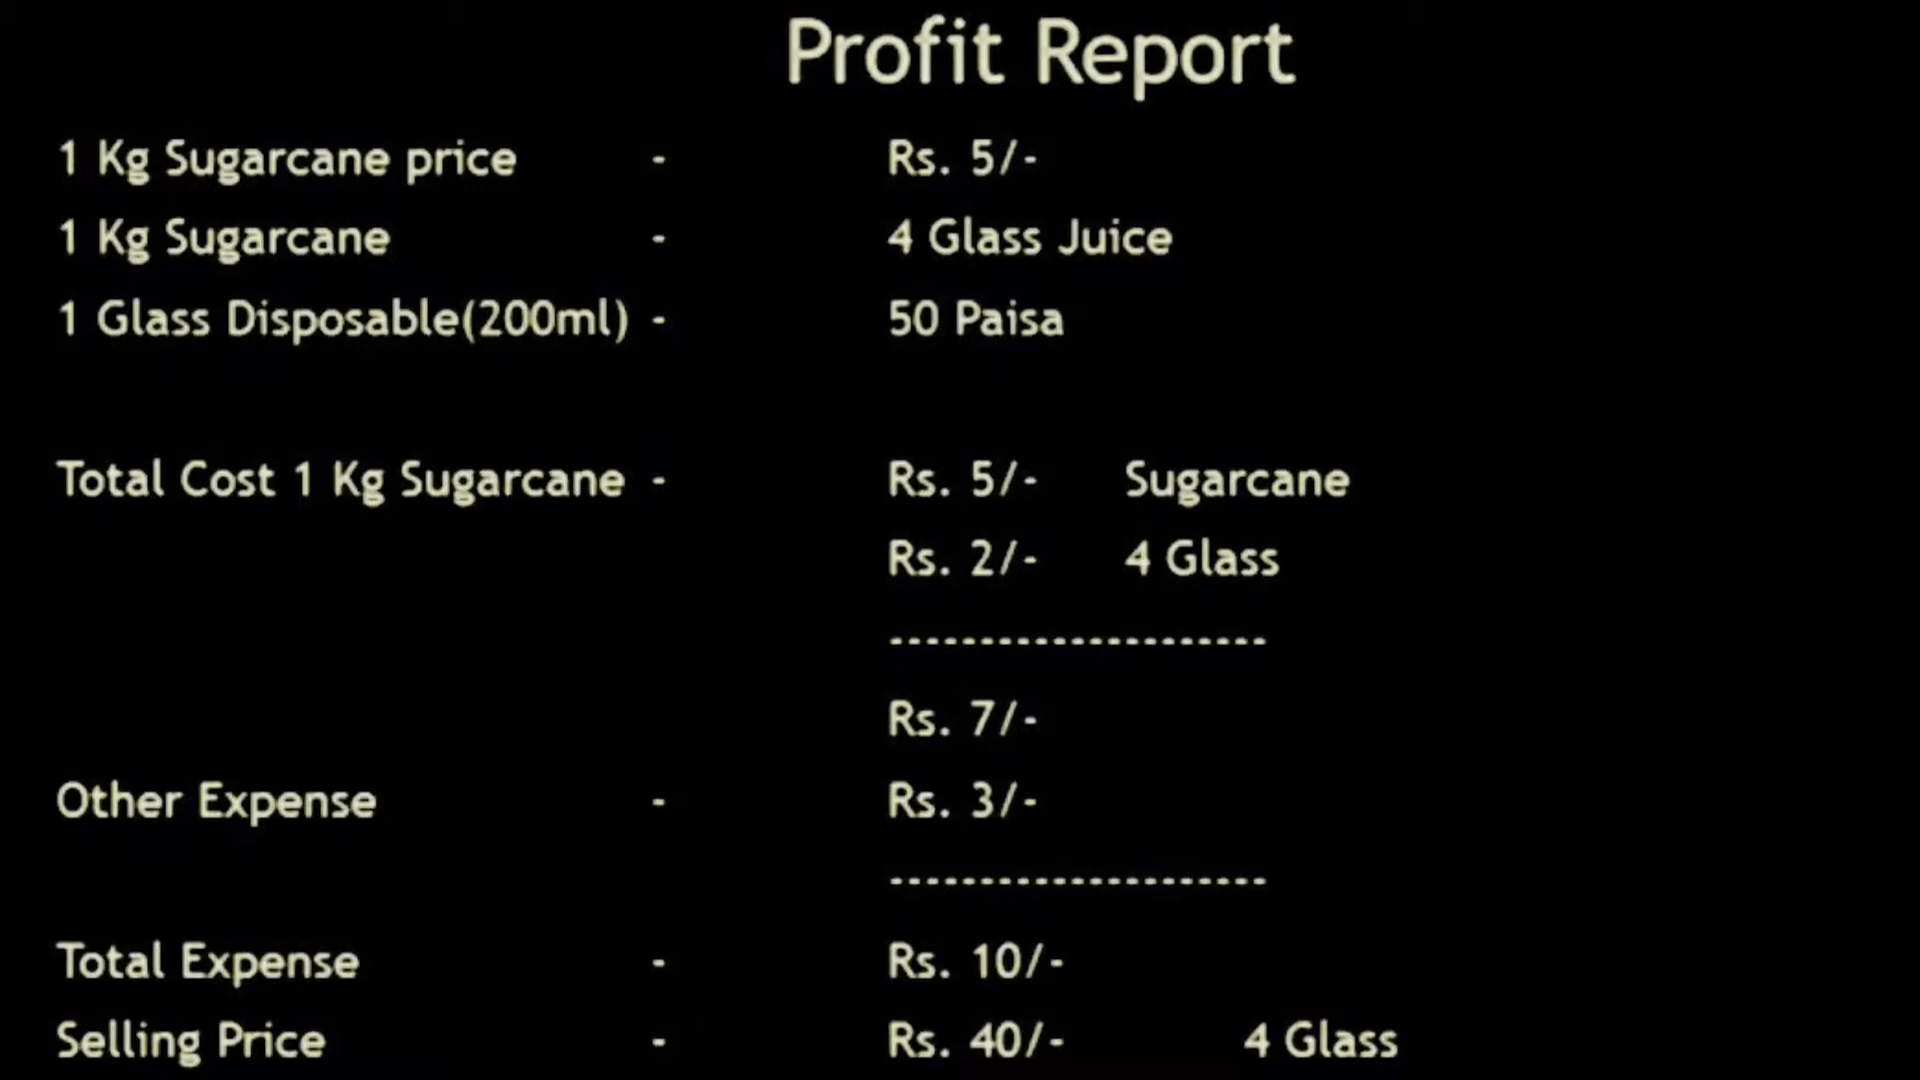 Profit Report
1 Kg Sugarcane price - Rs. 5/-
1 Kg Sugarcane - 4 Glass Juice
1 Glass Disposable(200ml) - 50 Paisa
Total Cost 1 Kg Sugarcane - Rs. 5/- Sugarcane
Rs. 2/- 4 Glass
---------------------
Rs. 7/-
Other Expense - Rs. 3/-
---------------------
Total Expense - Rs. 10/-
Selling Price - Rs. 40/- 4 Glass